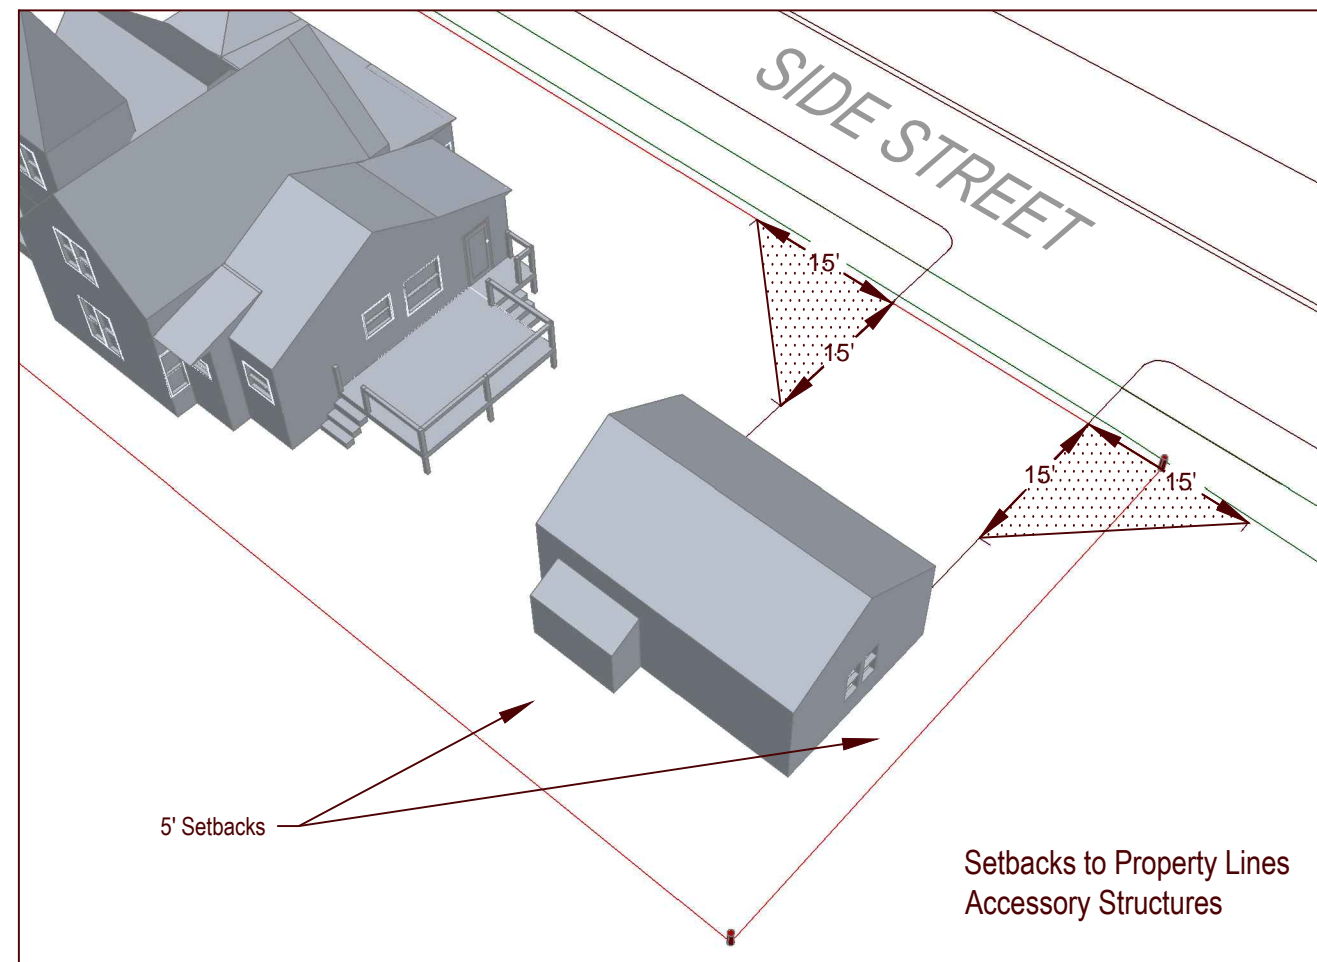 SIDE STREET
15'
15'
15'
15'
5' Setbacks
Setbacks to Property Lines
Accessory Structures